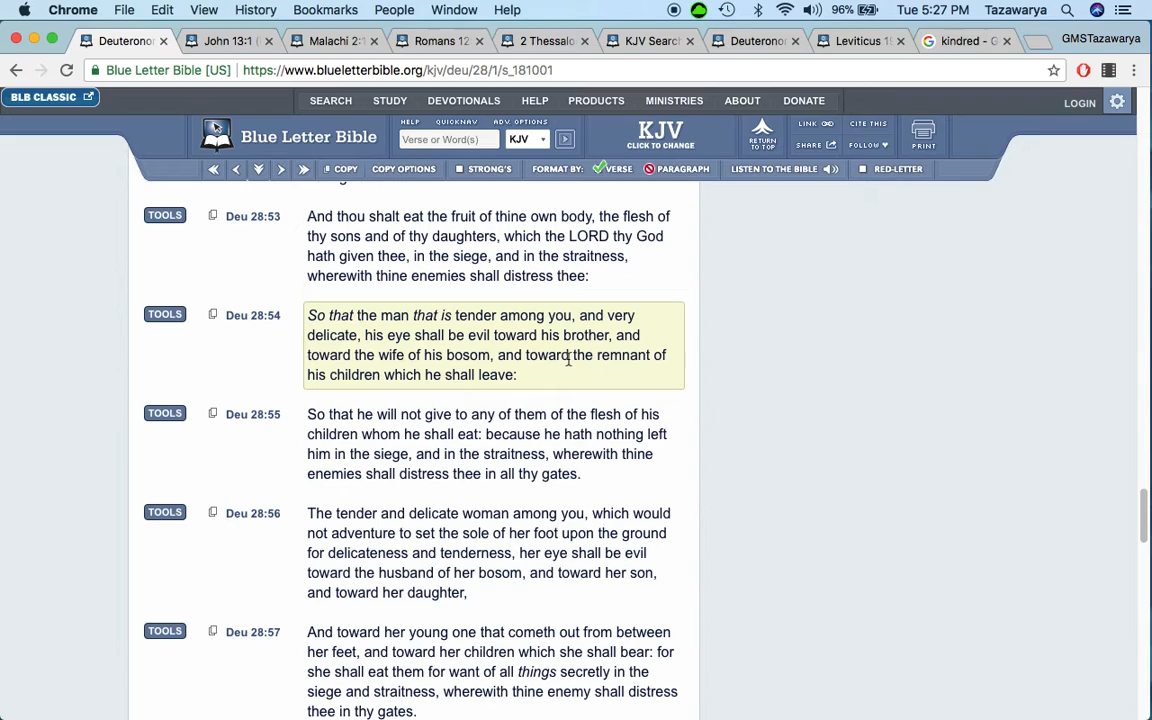 Chrome File Edit View History Bookmarks People Window Help 96% Tue 5:27 PM Tazawarya
Deuteronor John 13:1 ( Malachi 2:1 Romans 12 2 Thessalo KJV Search Deuteronor Leviticus 19 kindred - G GMSTazawarya
Blue Letter Bible [US] https://www.blueletterbible.org/kjv/deu/28/1/s_181001
BLB CLASSIC
SEARCH STUDY DEVOTIONALS HELP PRODUCTS MINISTRIES ABOUT DONATE LOGIN
HELP QUICKNAV ADV. OPTIONS
Blue Letter Bible Verse or Word(s) KJV
KJV
CLICK TO CHANGE
RETURN
TO TOP
LINK CITE THIS
SHARE FOLLOW
PRINT
COPY COPY OPTIONS STRONG'S FORMAT BY: VERSE PARAGRAPH LISTEN TO THE BIBLE RED-LETTER
TOOLS Deu 28:53 And thou shalt eat the fruit of thine own body, the flesh of
thy sons and of thy daughters, which the LORD thy God
hath given thee, in the siege, and in the straitness,
wherewith thine enemies shall distress thee:
TOOLS Deu 28:54 So that the man that is tender among you, and very
delicate, his eye shall be evil toward his brother, and
toward the wife of his bosom, and toward the remnant of
his children which he shall leave:
TOOLS Deu 28:55 So that he will not give to any of them of the flesh of his
children whom he shall eat: because he hath nothing left
him in the siege, and in the straitness, wherewith thine
enemies shall distress thee in all thy gates.
TOOLS Deu 28:56 The tender and delicate woman among you, which would
not adventure to set the sole of her foot upon the ground
for delicateness and tenderness, her eye shall be evil
toward the husband of her bosom, and toward her son,
and toward her daughter,
TOOLS Deu 28:57 And toward her young one that cometh out from between
her feet, and toward her children which she shall bear: for
she shall eat them for want of all things secretly in the
siege and straitness, wherewith thine enemy shall distress
thee in thy gates.